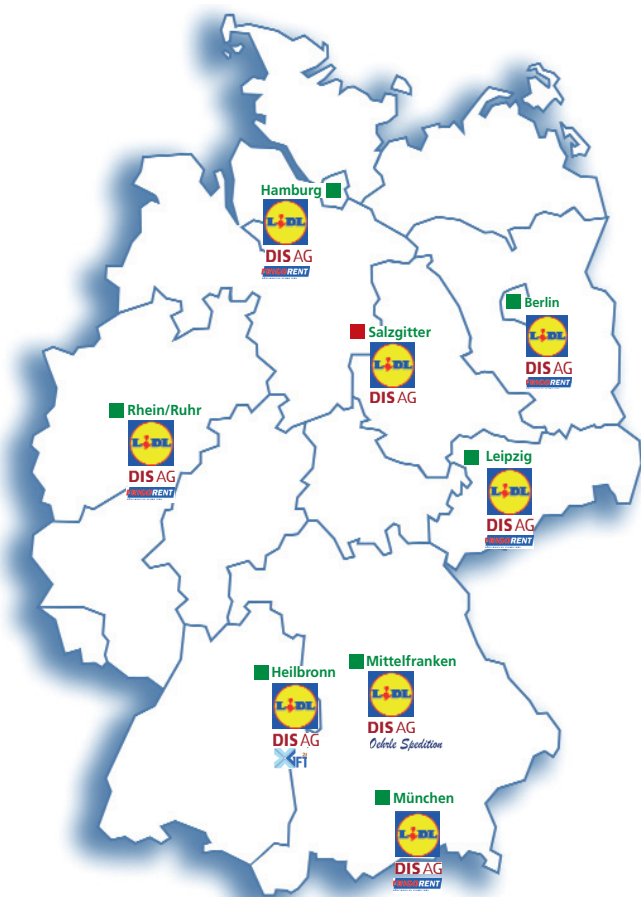 Hamburg
LiDL
DIS AG
FRIGORENT
Berlin
LiDL
DIS AG
FRIGORENT
Salzgitter
LiDL
DIS AG
Rhein/Ruhr
LiDL
DIS AG
FRIGORENT
Leipzig
LiDL
DIS AG
FRIGORENT
Mittelfranken
LiDL
DIS AG
Oehrle Spedition
Heilbronn
LiDL
DIS AG
München
LiDL
DIS AG
FRIGORENT